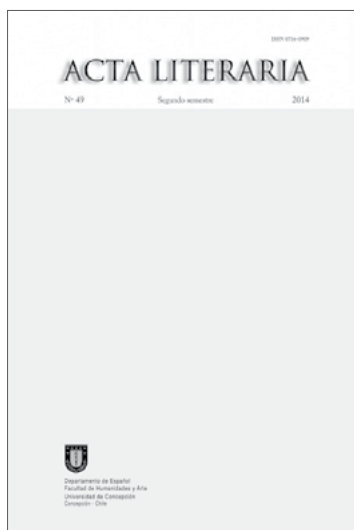 ISSN 0716-0909
ACTA LITERARIA
Nº 49 Segundo semestre 2014
Departamento de Español
Facultad de Humanidades y Arte
Universidad de Concepción
Concepción - Chile